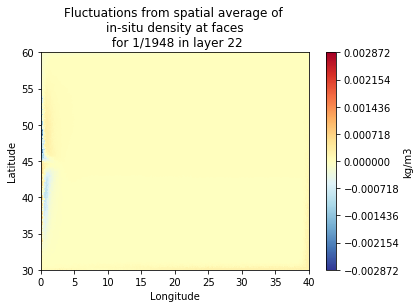 Fluctuations from spatial average of
in-situ density at faces
for 1/1948 in layer 22
60
55
50
45
40
35
30
Latitude
0 5 10 15 20 25 30 35 40
Longitude
0.002872
0.002154
0.001436
0.000718
0.000000
−0.000718
−0.001436
−0.002154
−0.002872
kg/m3